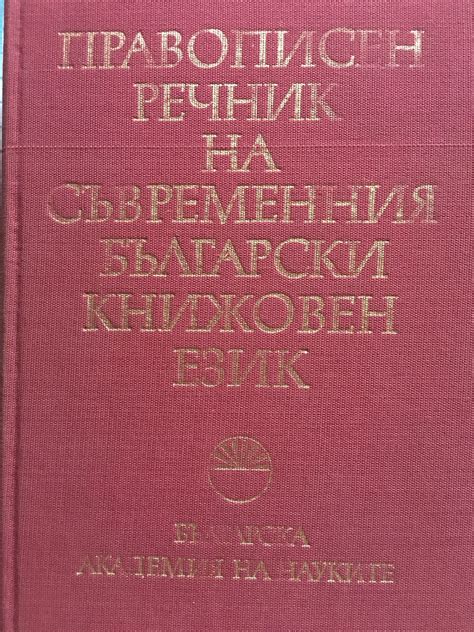 ПРАВОПИСЕН
РЕЧНИК
НА
СЪВРЕМЕННИЯ
БЪЛГАРСКИ
КНИЖОВЕН
ЕЗИК
БЪЛГАРСКА
АКАДЕМИЯ НА НАУКИТЕ